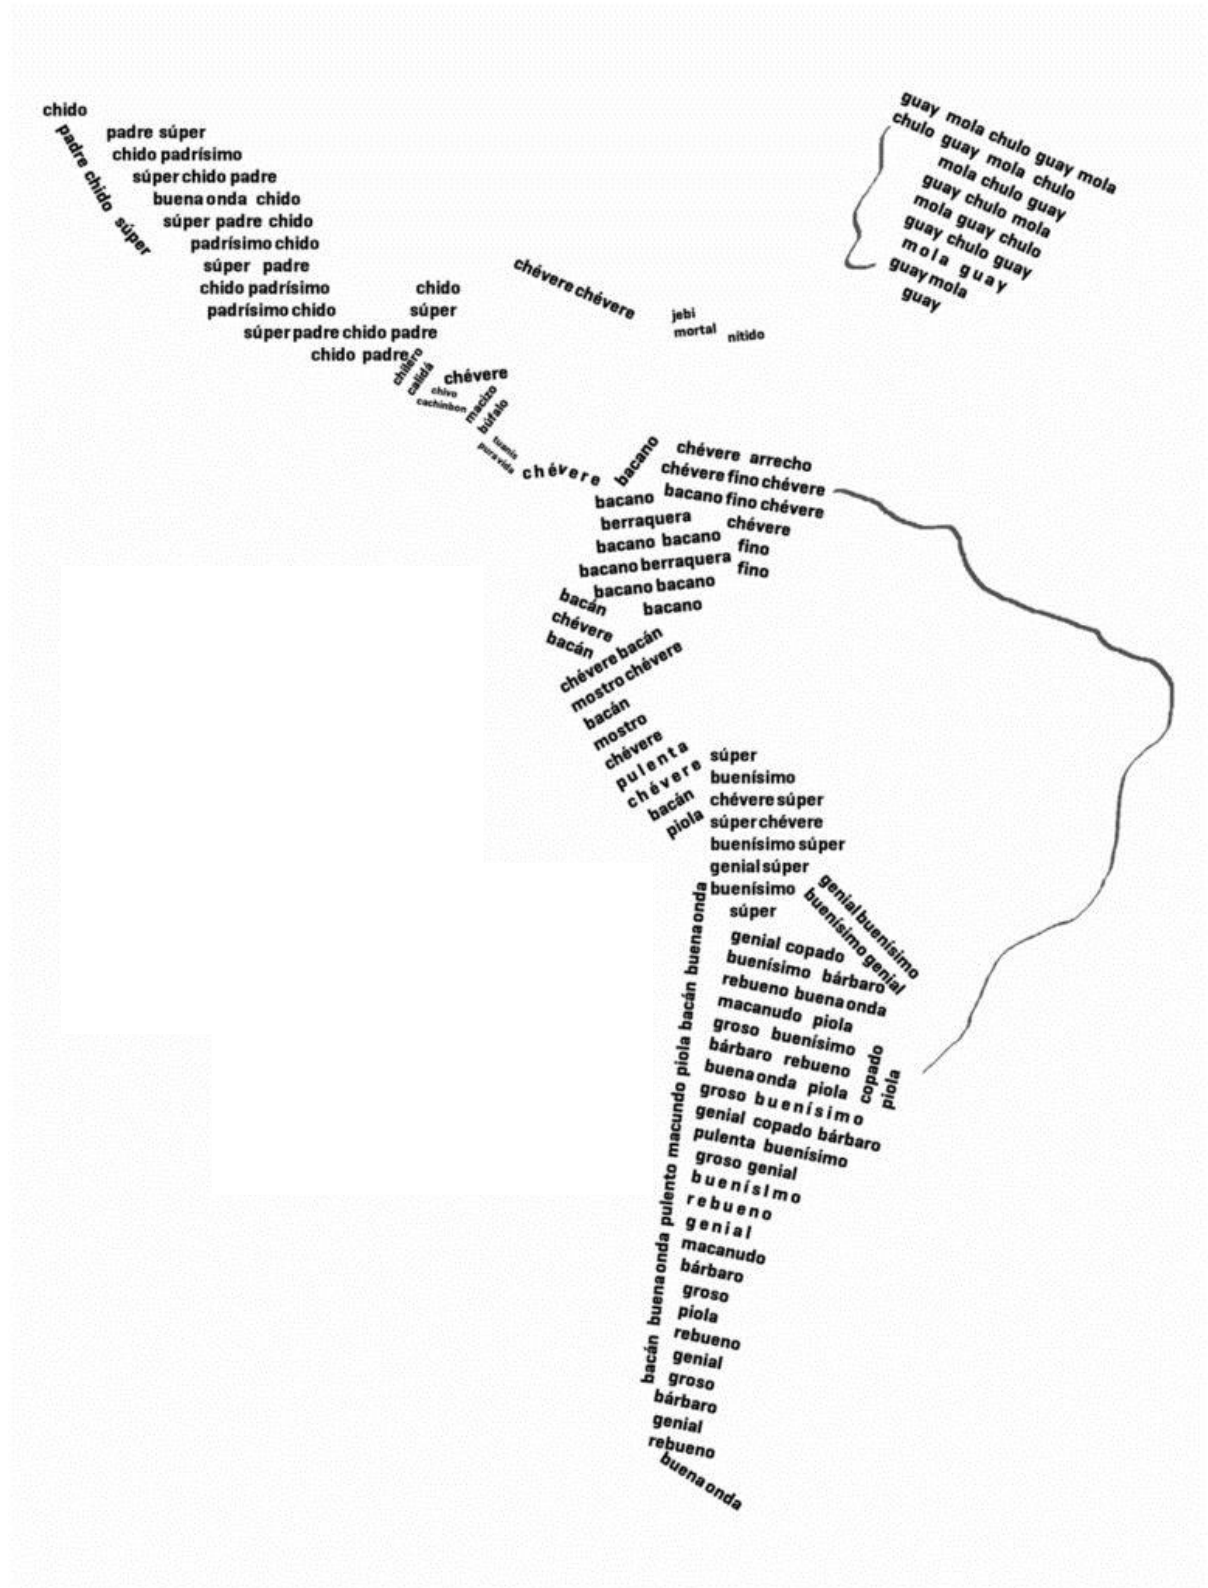 chido
padre súper
chido padrísimo
súper chido padre
buena onda chido
súper padre chido
padrísimo chido
súper padre
chido padrísimo
padrísimo chido
súper padre chido padre
chido padre
padre chido súper
chido
súper
chilero
calidá
chévere
chivo
cachinbon
macizo
búfalo
tuanis
pura vida
chévere
chévere chévere
jebi
mortal
nítido
guay mola chulo guay mola
chulo guay mola chulo
mola chulo guay
guay chulo mola
mola guay chulo
guay chulo guay
mola guay
guay mola
guay
bacano
bacano
berraquera
bacano bacano
bacano berraquera
bacano bacano
bacano
chévere arrecho
chévere fino chévere
bacano fino chévere
chévere
fino
fino
bacán
chévere
bacán
chévere bacán
mostro chévere
bacán
mostro
chévere
pulenta
chévere
bacán
piola
súper
buenísimo
chévere súper
súper chévere
buenísimo súper
genial súper
buenísimo
súper
genial buenísimo
buenísimo genial
bacán buena onda pulento macundo piola bacán buena onda
genial copado
buenísimo bárbaro
rebueno buena onda
macanudo piola
groso buenísimo
bárbaro rebueno
buena onda piola
groso buenísimo
genial copado bárbaro
pulenta buenísimo
groso genial
buenísImo
rebueno
genial
macanudo
bárbaro
groso
piola
rebueno
genial
groso
bárbaro
genial
rebueno
buena onda
copado
piola